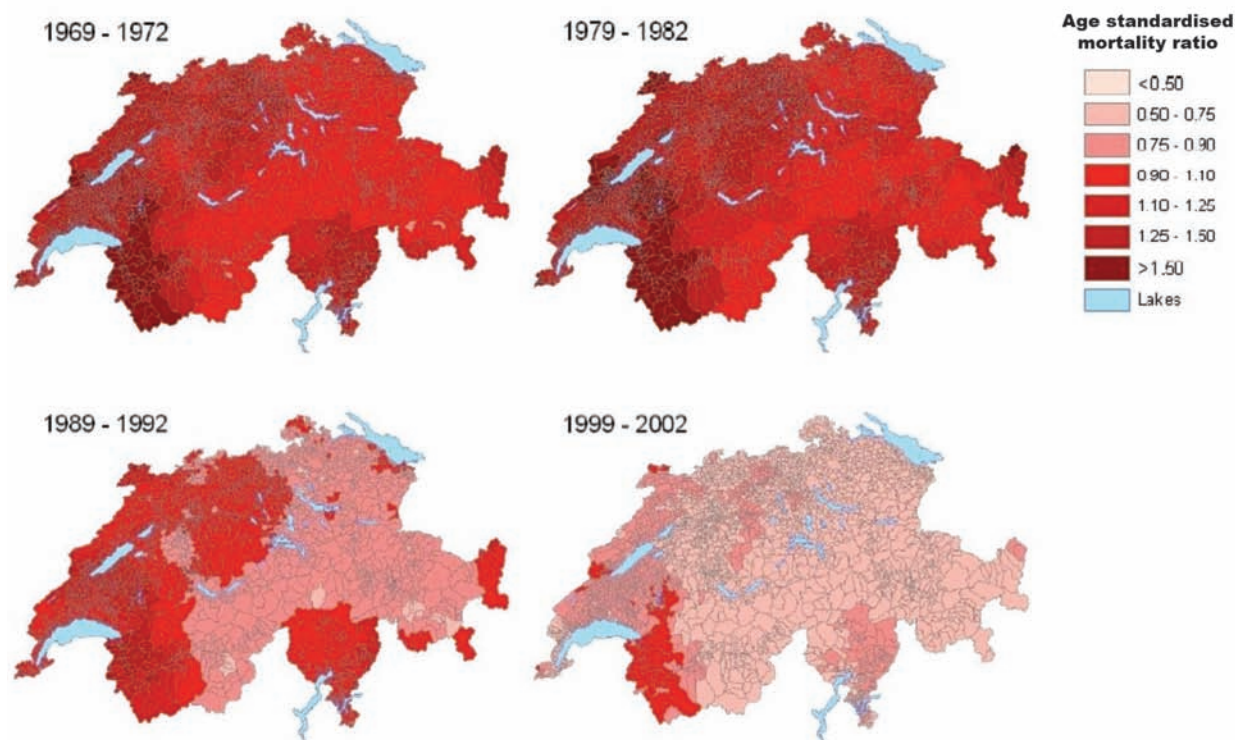 1969 - 1972
1979 - 1982
Age standardised
mortality ratio
<0.50
0.50 - 0.75
0.75 - 0.90
0.90 - 1.10
1.10 - 1.25
1.25 - 1.50
>1.50
Lakes
1989 - 1992
1999 - 2002